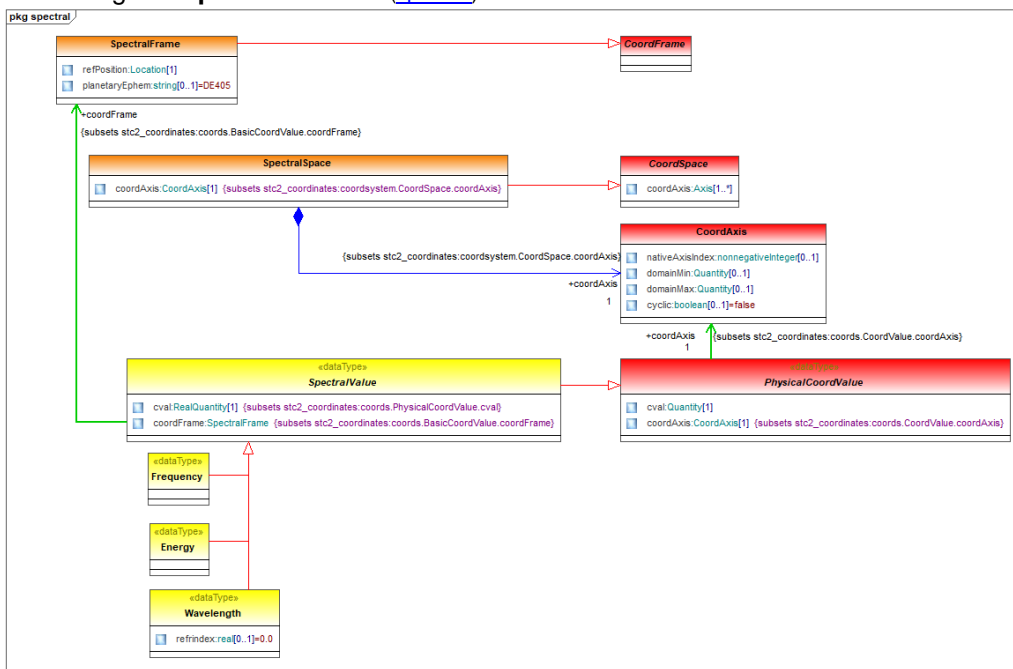 pkg spectral
SpectralFrame
refPosition:Location[1]
planetaryEphem:string[0..1]=DE405
CoordFrame
+coordFrame
{subsets stc2_coordinates:coords.BasicCoordValue.coordFrame}
SpectralSpace
coordAxis:CoordAxis[1] {subsets stc2_coordinates:coordsystem.CoordSpace.coordAxis}
CoordSpace
coordAxis:Axis[1..*]
{subsets stc2_coordinates:coordsystem.CoordSpace.coordAxis}
+coordAxis
1
CoordAxis
nativeAxisIndex:nonnegativeInteger[0..1]
domainMin:Quantity[0..1]
domainMax:Quantity[0..1]
cyclic:boolean[0..1]=false
+coordAxis
1
{subsets stc2_coordinates:coords.CoordValue.coordAxis}
«dataType»
SpectralValue
cval:RealQuantity[1] {subsets stc2_coordinates:coords.PhysicalCoordValue.cval}
coordFrame:SpectralFrame {subsets stc2_coordinates:coords.BasicCoordValue.coordFrame}
«dataType»
PhysicalCoordValue
cval:Quantity[1]
coordAxis:CoordAxis[1] {subsets stc2_coordinates:coords.CoordValue.coordAxis}
«dataType»
Frequency
«dataType»
Energy
«dataType»
Wavelength
refrindex:real[0..1]=0.0